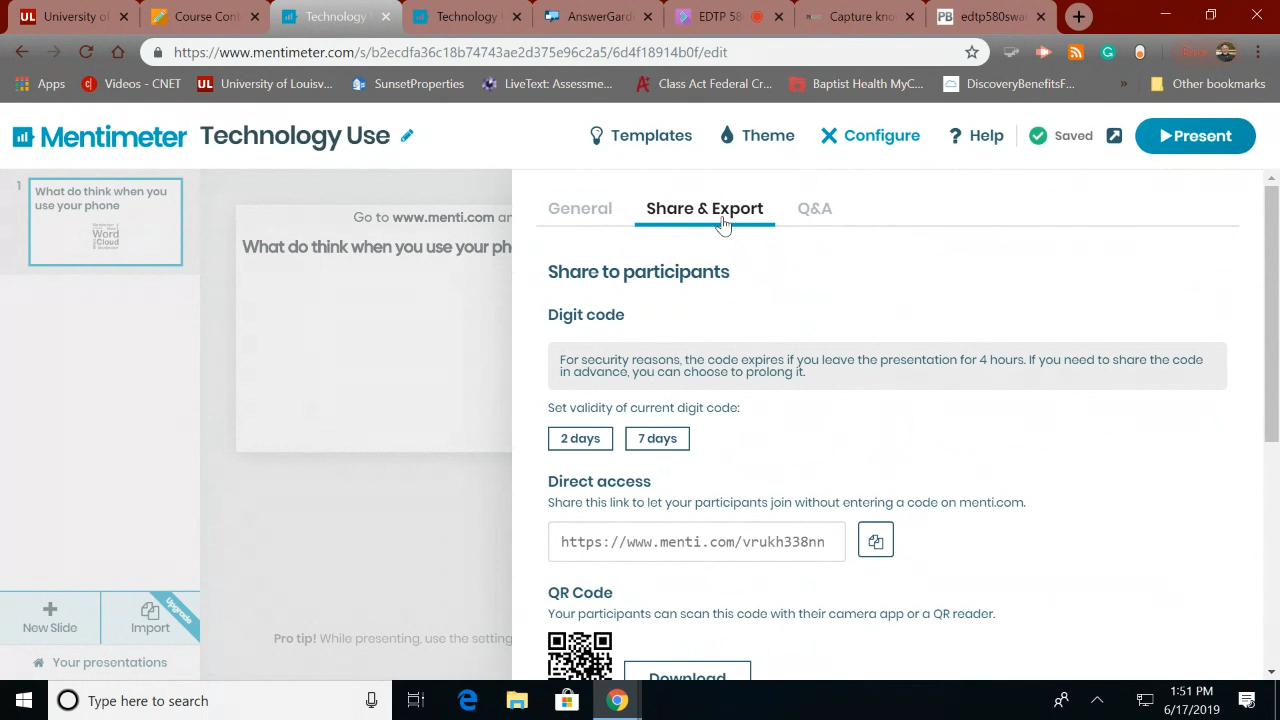 University of L
Course Content
Technology
Technology
AnswerGard
EDTP 58
Capture kno
edtp580swa
https://www.mentimeter.com/s/b2ecdfa36c18b74743ae2d375e96c2a5/6d4f18914b0f/edit
Apps
Videos - CNET
University of Louisv...
SunsetProperties
LiveText: Assessme...
Class Act Federal Cr...
Baptist Health MyC...
DiscoveryBenefitsF...
»
Other bookmarks
Mentimeter
Technology Use
Templates
Theme
Configure
? Help
Saved
Present
1
What do think when you
use your phone
Word
Cloud
Go to www.menti.com an
What do think when you use your pho
General
Share & Export
Q&A
Share to participants
Digit code
For security reasons, the code expires if you leave the presentation for 4 hours. If you need to share the code
in advance, you can choose to prolong it.
Set validity of current digit code:
2 days
7 days
Direct access
Share this link to let your participants join without entering a code on menti.com.
https://www.menti.com/vrukh338nn
QR Code
Your participants can scan this code with their camera app or a QR reader.
Download
New Slide
Import
Upgrade
Pro tip! While presenting, use the setting
Your presentations
Type here to search
1:51 PM
6/17/2019